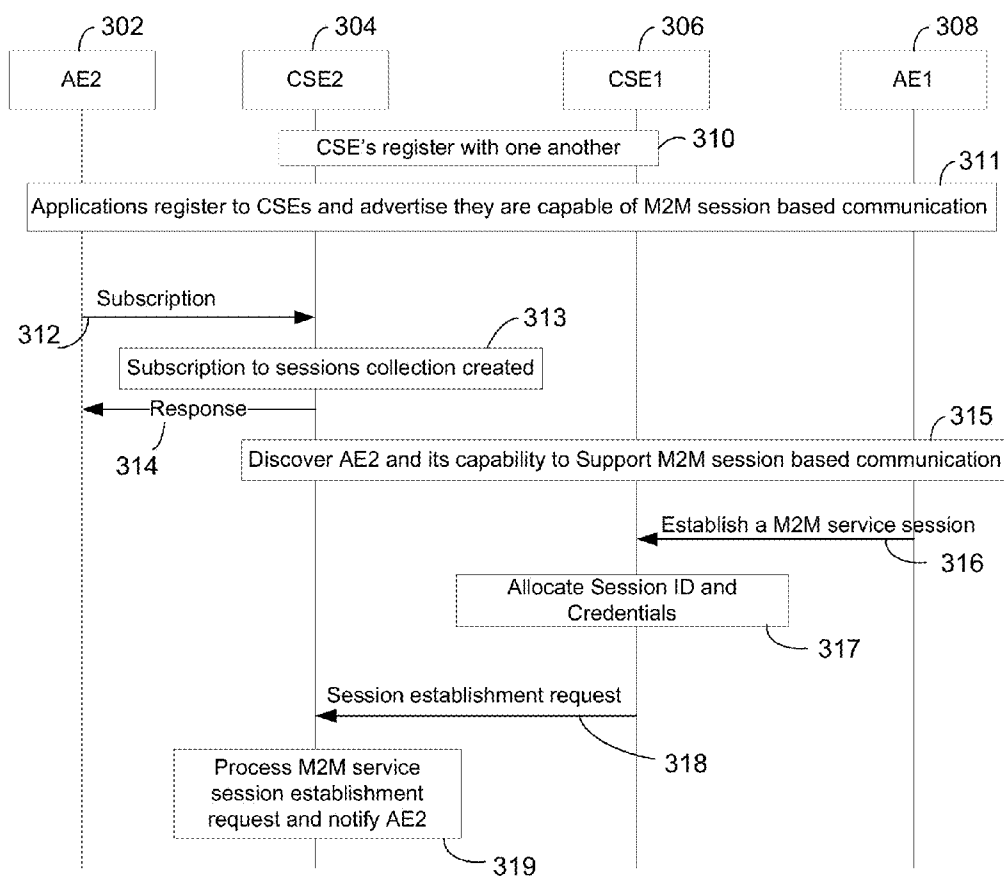 302
304
306
308
AE2
CSE2
CSE1
AE1
CSE's register with one another
310
311
Applications register to CSEs and advertise they are capable of M2M session based communication
Subscription
312
313
Subscription to sessions collection created
Response
314
315
Discover AE2 and its capability to Support M2M session based communication
Establish a M2M service session
316
Allocate Session ID and
Credentials
317
Session establishment request
318
Process M2M service
session establishment
request and notify AE2
319